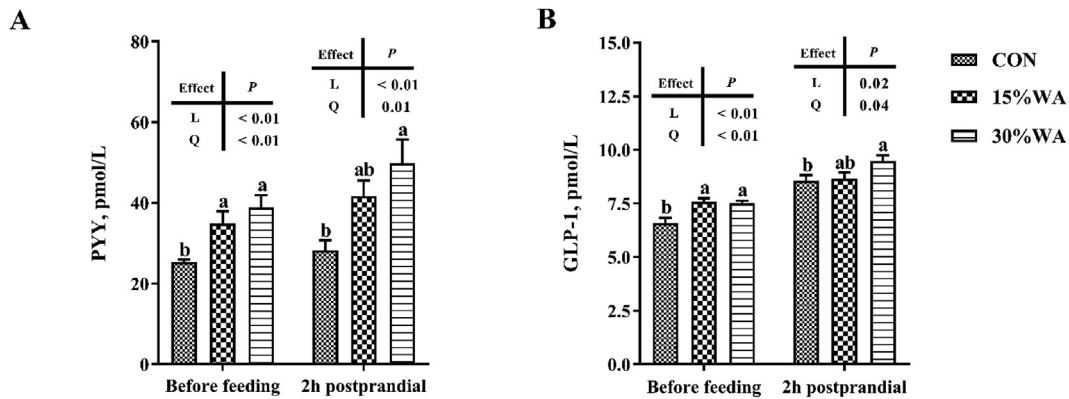 A
PYY, pmol/L
80
60
40
20
0
Effect P
L < 0.01
Q < 0.01
Effect P
L < 0.01
Q 0.01
b a a
b ab a
Before feeding 2h postprandial
B
GLP-1, pmol/L
15.0
12.5
10.0
7.5
5.0
2.5
0.0
Effect P
L < 0.01
Q < 0.01
Effect P
L 0.02
Q 0.04
b a a
b ab a
Before feeding 2h postprandial
CON
15%WA
30%WA